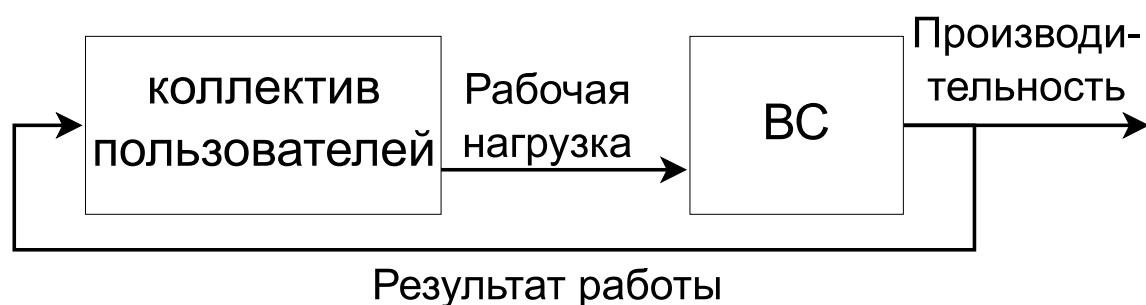 коллектив
пользователей
Рабочая
нагрузка
ВС
Производи-
тельность
Результат работы